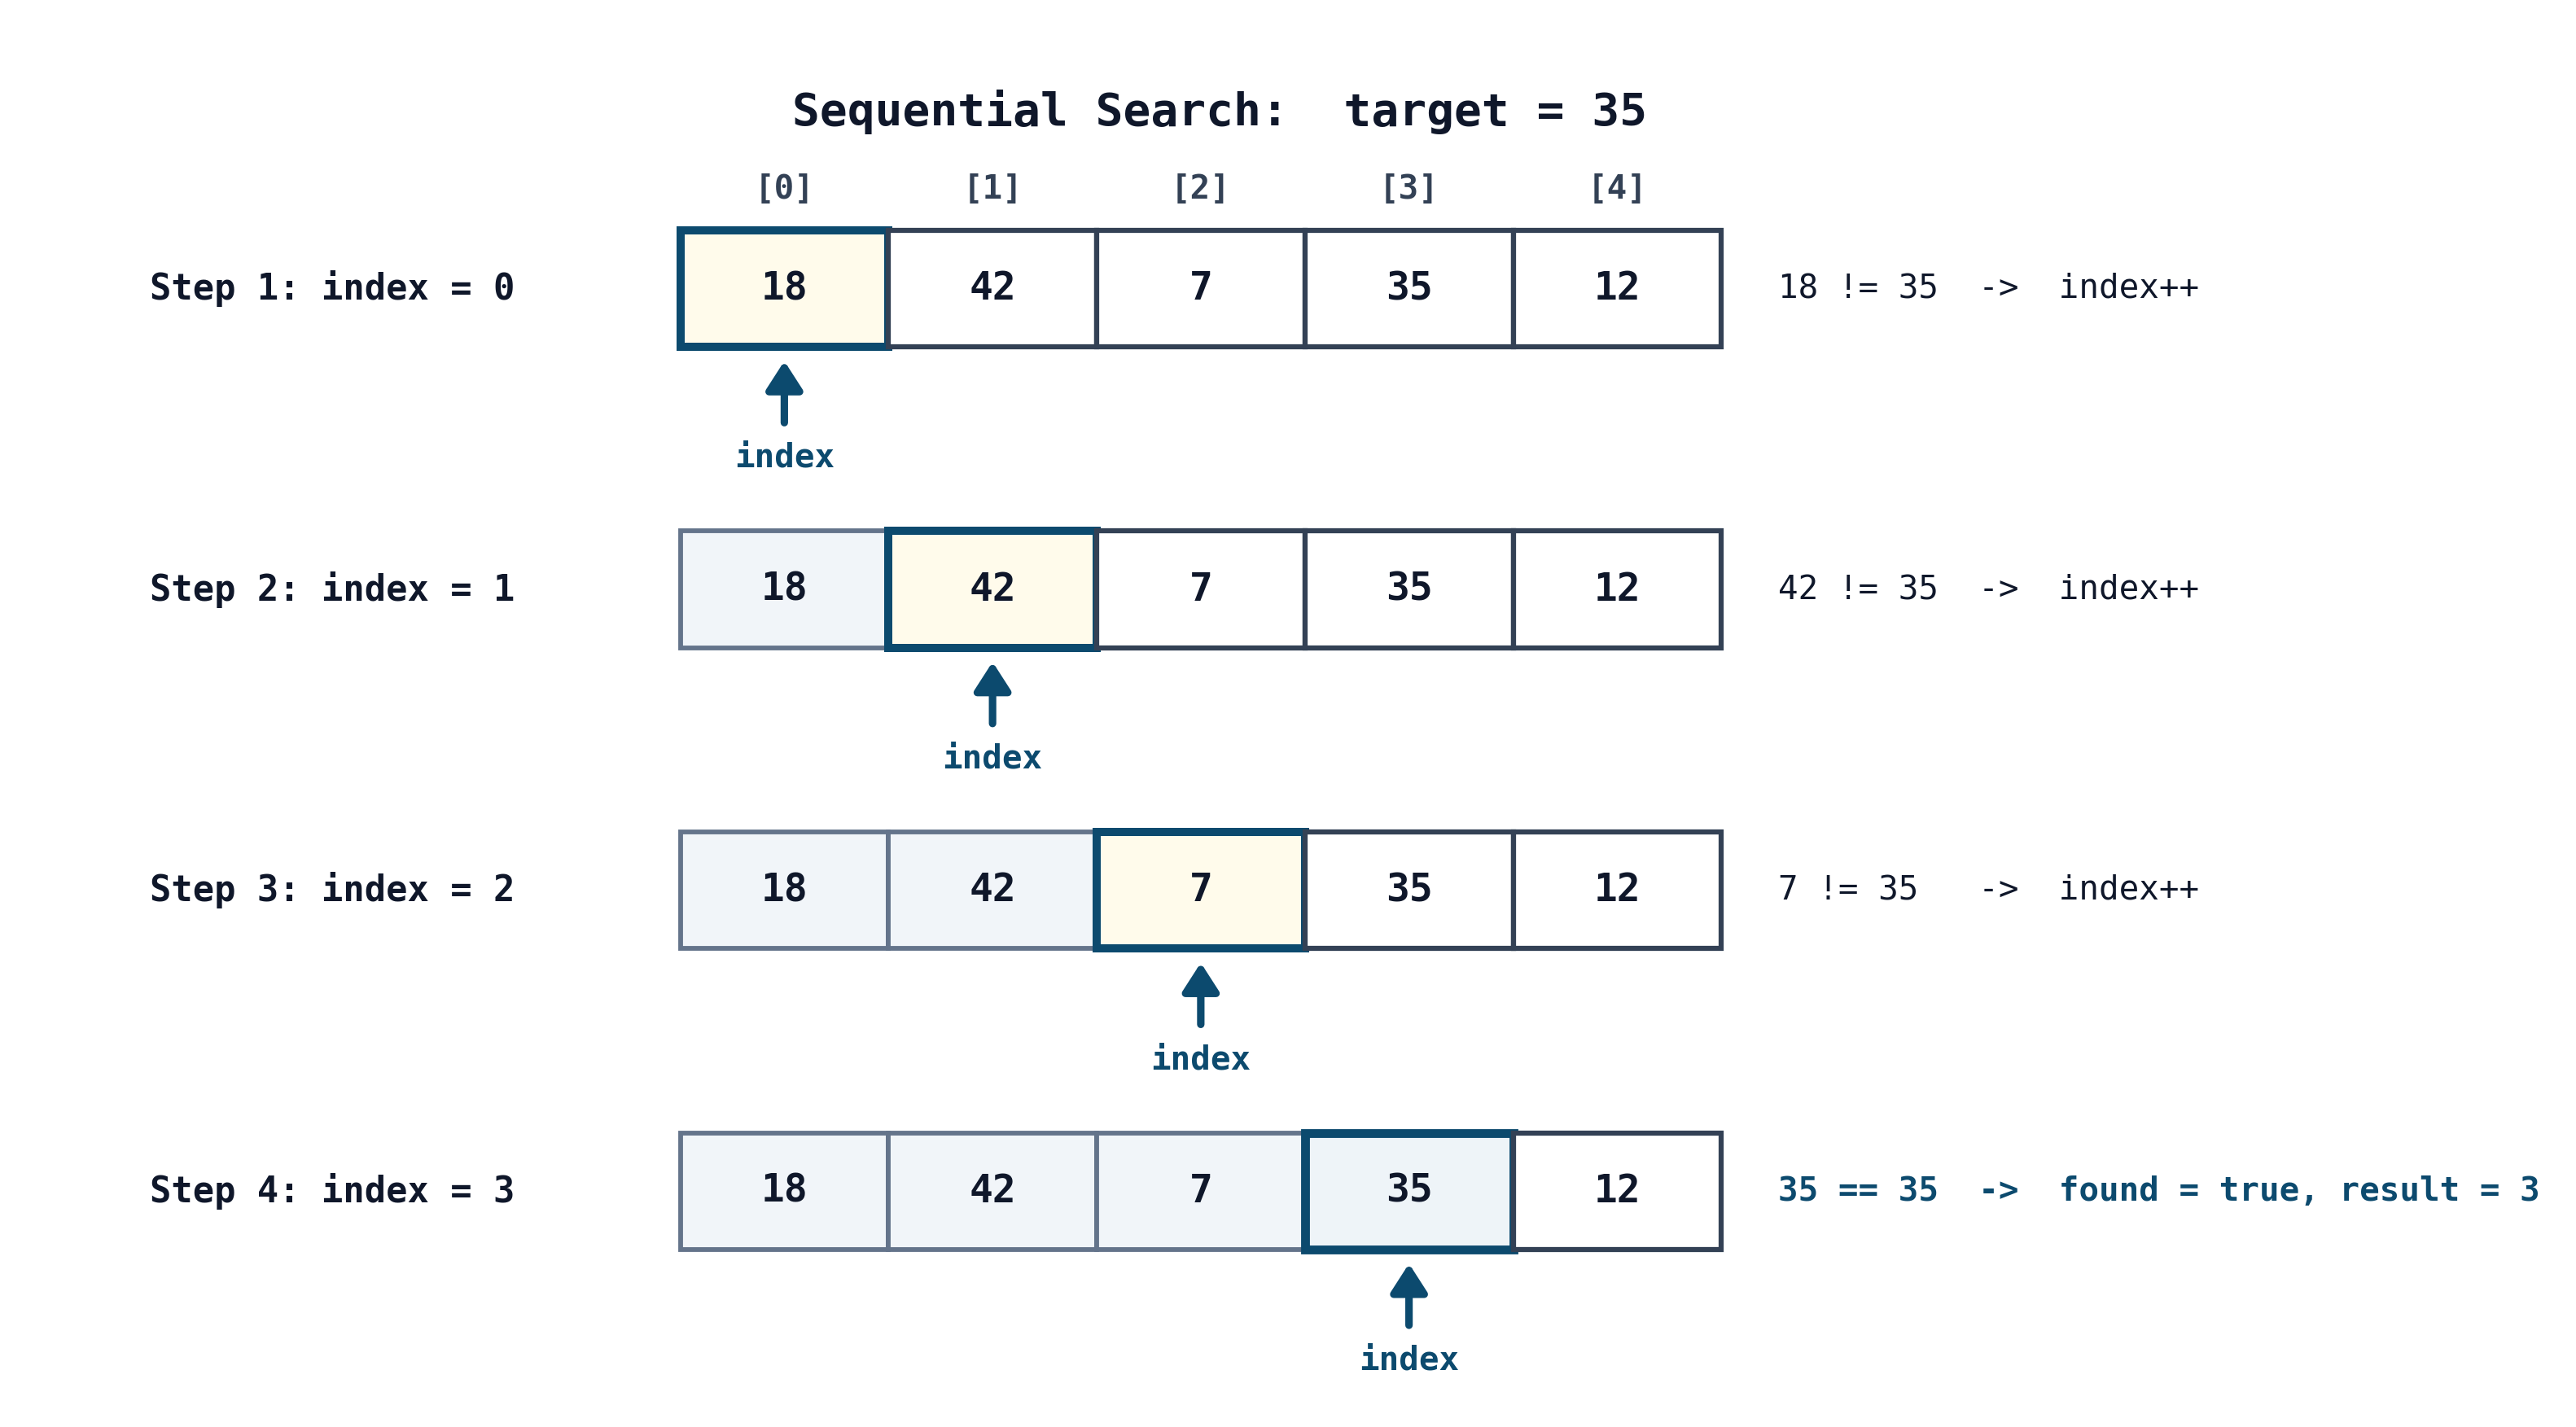 Sequential Search:  target = 35
[0] [1] [2] [3] [4]
Step 1: index = 0 18 42 7 35 12 18 != 35  ->  index++
index
Step 2: index = 1 18 42 7 35 12 42 != 35  ->  index++
index
Step 3: index = 2 18 42 7 35 12 7 != 35   ->  index++
index
Step 4: index = 3 18 42 7 35 12 35 == 35  ->  found = true, result = 3
index